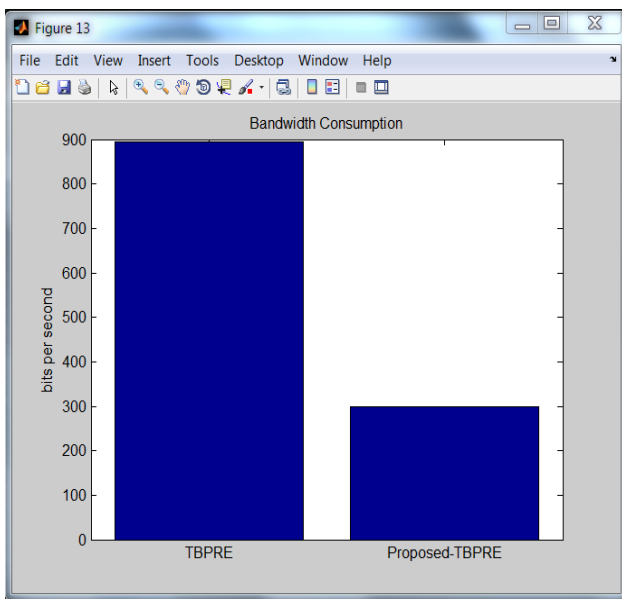 Figure 13
File Edit View Insert Tools Desktop Window Help
Bandwidth Consumption
900
800
700
600
500
400
300
200
100
0
bits per second
TBPRE Proposed-TBPRE